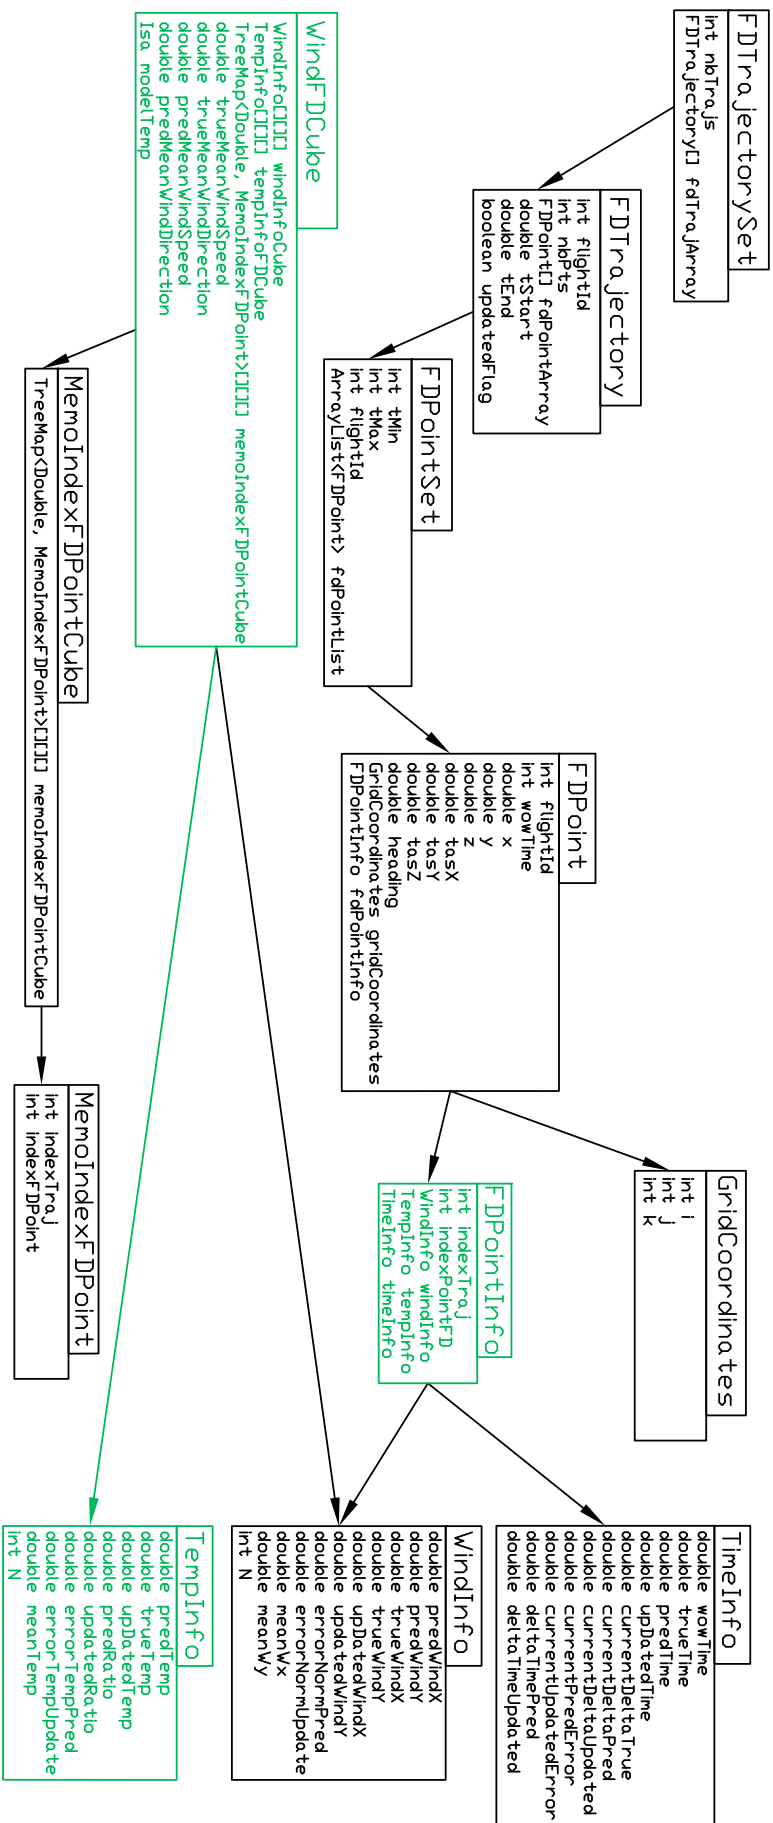 FDTrajectorySet
int nbTrajs
FDTrajectory[] fdTrajArray
FDTrajectory
int flightId
int nbPts
FDPoint[] fdPointArray
double tStart
double tEnd
boolean updatedFlag
FDPointSet
int tMin
int tMax
int flightId
ArrayList<FDPoint> fdPointList
FDPoint
int flightId
int wowTime
double x
double y
double z
double tasX
double tasY
double tasZ
double heading
GridCoordinates gridCoordinates
FDPointInfo fdPointInfo
GridCoordinates
int i
int j
int k
FDPointInfo
int indexTraj
int indexPointFD
WindInfo windInfo
TempInfo tempInfo
TimeInfo timeInfo
TimeInfo
double wowTime
double trueTime
double predTime
double upDatedTime
double currentDeltaTrue
double currentDeltaPred
double currentDeltaUpdated
double currentPredError
double currentUpdatedError
double deltaTimePred
double deltaTimeUpdated
WindInfo
double predWindX
double predWindY
double trueWindX
double trueWindY
double upDatedWindX
double updatedWindY
double errorNormPred
double errorNormUpdate
double meanWx
double meanWy
int N
TempInfo
double predTemp
double trueTemp
double upDatedTemp
double predRatio
double updatedRatio
double errorTempPred
double errorTempUpdate
double meanTemp
int N
WindFDCube
WindInfo[][][] windInfoCube
TempInfo[][][] tempInfoFDCube
TreeMap<Double, MemoIndexFDPoint>[][][] memoIndexFDPointCube
double trueMeanWindSpeed
double trueMeanWindDirection
double predMeanWindSpeed
double predMeanWindDirection
Isa modelTemp
MemoIndexFDPointCube
TreeMap<Double, MemoIndexFDPoint>[][][] memoIndexFDPointCube
MemoIndexFDPoint
int indexTraj
int indexFDPoint